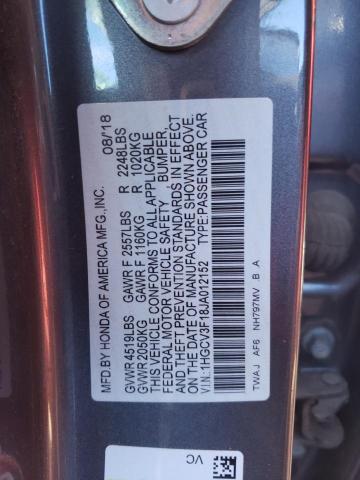 MFD. BY HONDA OF AMERICA MFG., INC. 08/18
GVWR 4519LBS GAWR F 2557LBS R 2248LBS
GVWR 2050KG GAWR F 1160KG R 1020KG
THIS VEHICLE CONFORMS TO ALL APPLICABLE
FEDERAL MOTOR VEHICLE SAFETY BUMPER,
AND THEFT PREVENTION STANDARDS IN EFFECT
ON THE DATE OF MANUFACTURE SHOWN ABOVE.
V.I.N.: 1HGCV3F18JA012152 TYPE:PASSENGER CAR
TWAJ AF6 NH797MV B A
VC